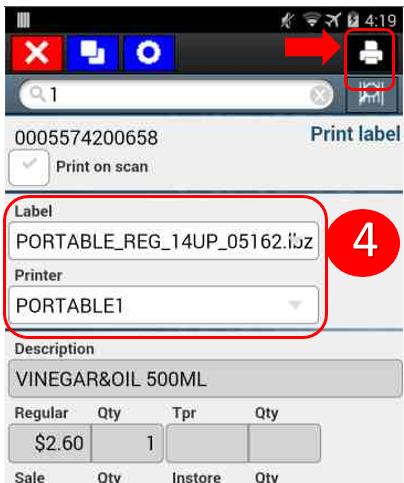 4:19
1
0005574200658
Print label
Print on scan
Label
PORTABLE_REG_14UP_05162.lbz
4
Printer
PORTABLE1
Description
VINEGAR&OIL 500ML
Regular Qty Tpr Qty
$2.60 1
Sale Qty Instore Qty